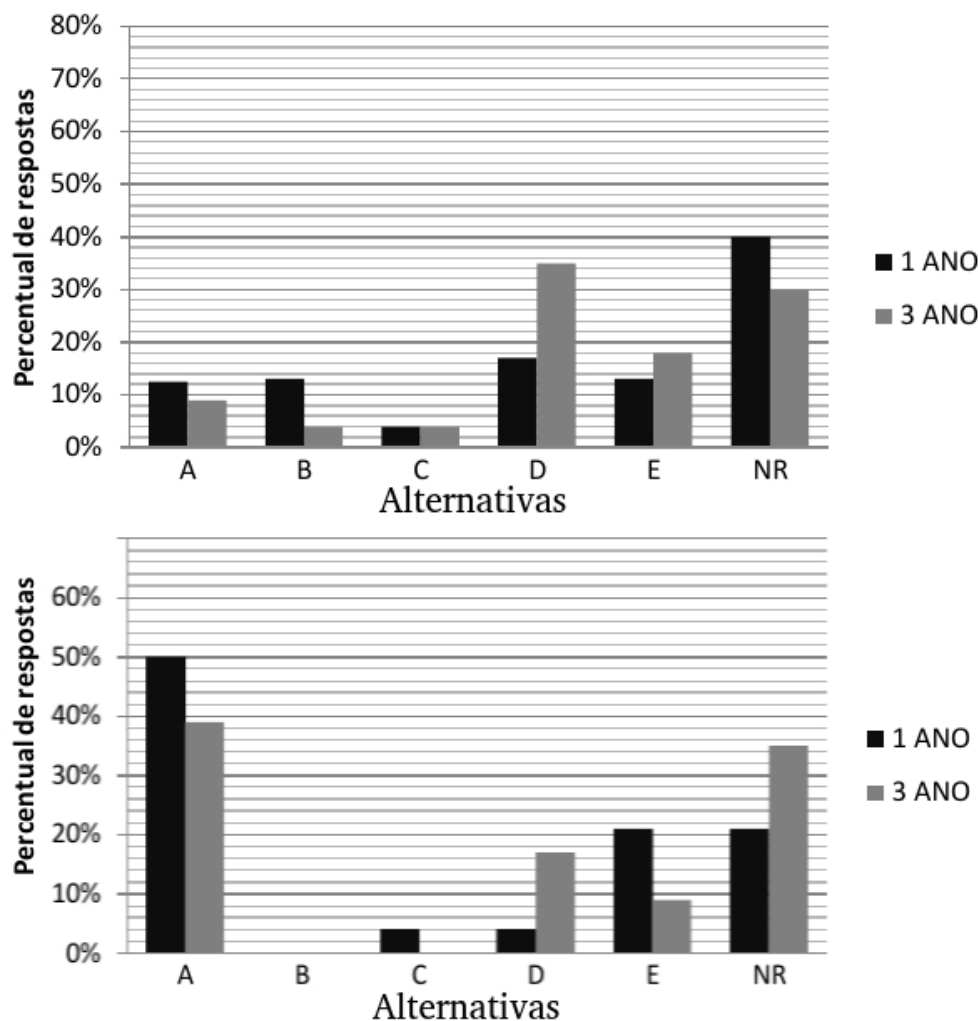 80%
70%
60%
50%
40%
30%
20%
10%
0%
Percentual de respostas
A B C D E NR
Alternativas
1 ANO
3 ANO
60%
50%
40%
30%
20%
10%
0%
Percentual de respostas
A B C D E NR
Alternativas
1 ANO
3 ANO